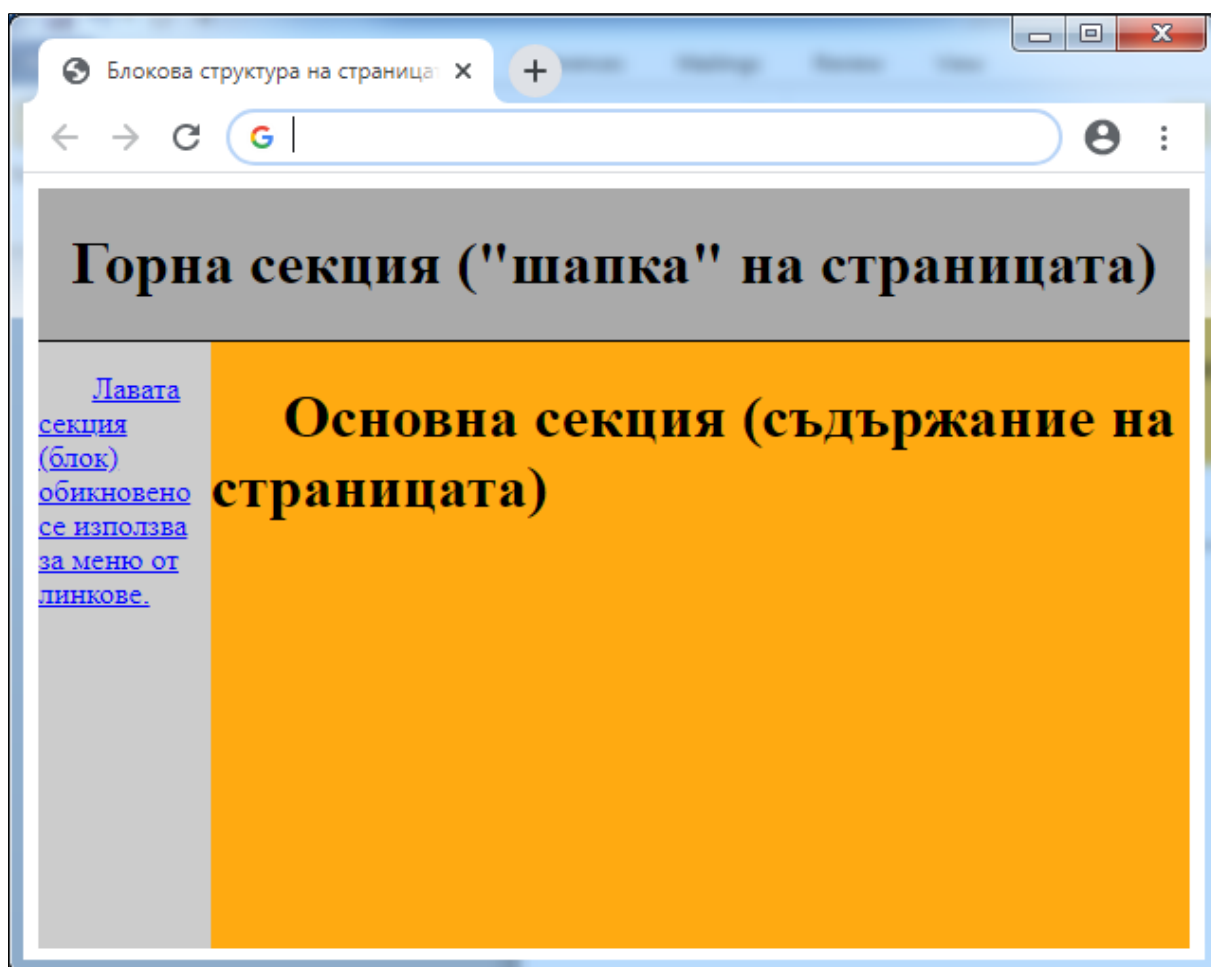 Блокова структура на страницат
Горна секция ("шапка" на страницата)
Лавата
секция
(блок)
обикновено
се използва
за меню от
линкове.
Основна секция (съдържание на
страницата)